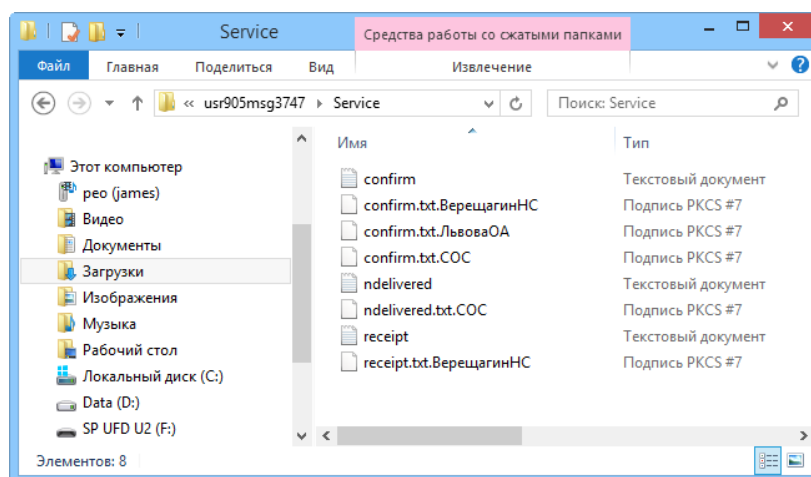 Service
Средства работы со сжатыми папками
Файл
Главная
Поделиться
Вид
Извлечение
« usr905msg3747 Service
Поиск: Service
Этот компьютер
peo (james)
Видео
Документы
Загрузки
Изображения
Музыка
Рабочий стол
Локальный диск (C:)
Data (D:)
SP UFD U2 (F:)
Имя Тип
confirm Текстовый документ
confirm.txt.ВерещагинНС Подпись PKCS #7
confirm.txt.ЛьвоваОА Подпись PKCS #7
confirm.txt.СОС Подпись PKCS #7
ndelivered Текстовый документ
ndelivered.txt.СОС Подпись PKCS #7
receipt Текстовый документ
receipt.txt.ВерещагинНС Подпись PKCS #7
Элементов: 8